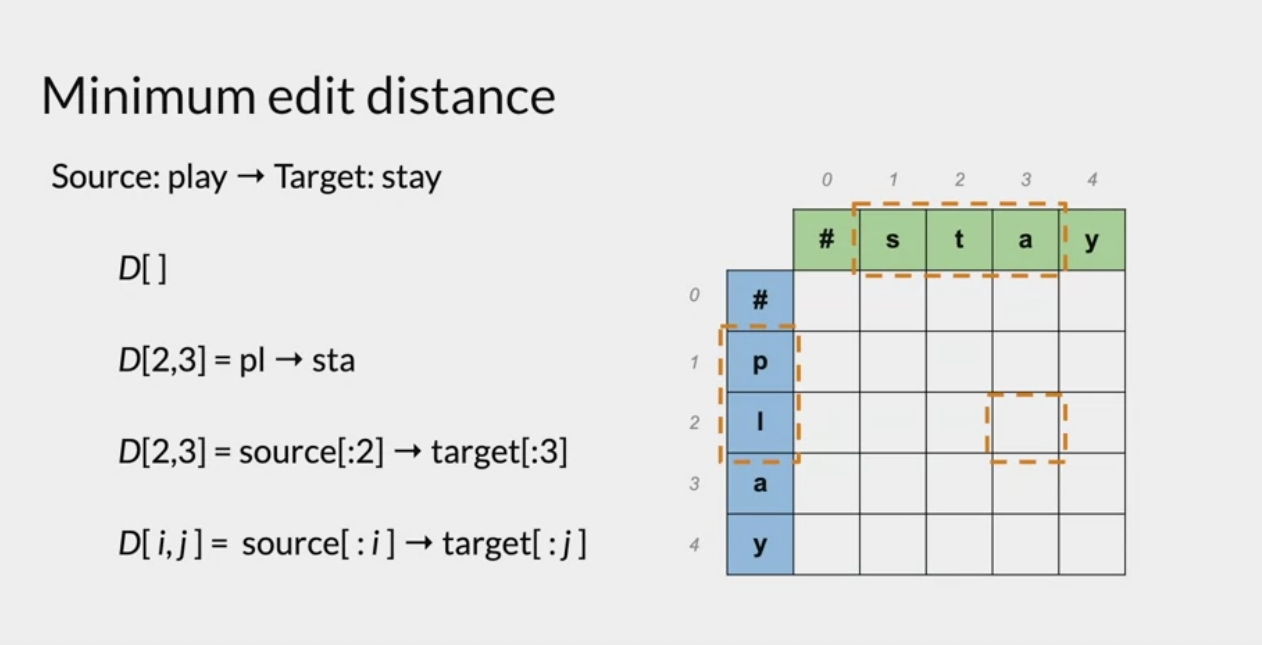 Minimum edit distance
Source: play → Target: stay
D[ ]
D[2,3] = pl → sta
D[2,3] = source[:2] → target[:3]
D[ i, j ] = source[ : i ] → target[ : j ]
0 1 2 3 4
# s t a y
0 #
1 p
2 l
3 a
4 y